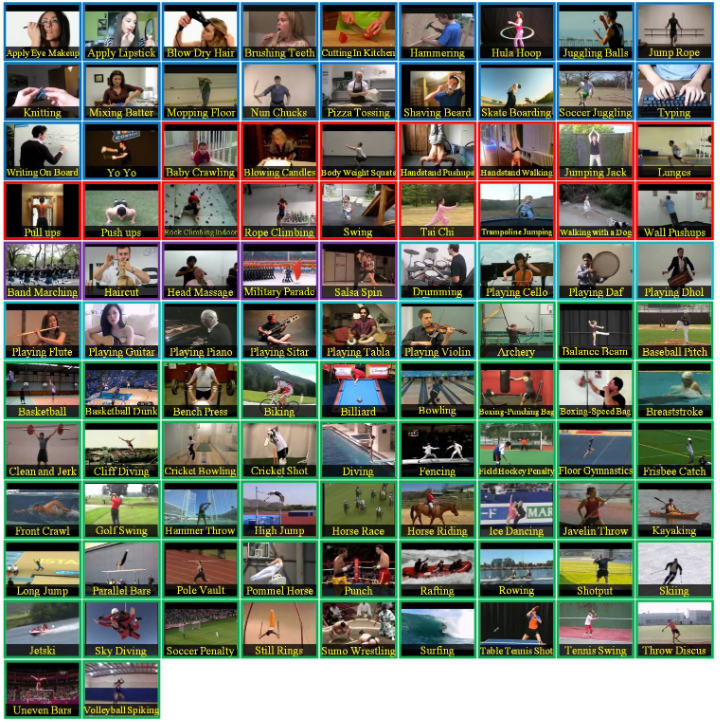 Apply Eye Makeup
Apply Lipstick
Blow Dry Hair
Brushing Teeth
Cutting In Kitchen
Hammering
Hula Hoop
Juggling Balls
Jump Rope
Knitting
Mixing Batter
Mopping Floor
Nun Chucks
Pizza Tossing
Shaving Beard
Skate Boarding
Soccer Juggling
Typing
Writing On Board
Yo Yo
Baby Crawling
Blowing Candles
Body Weight Squats
Handstand Pushups
Handstand Walking
Jumping Jack
Lunges
Pull ups
Push ups
Rock Climbing Indoor
Rope Climbing
Swing
Tai Chi
Trampoline Jumping
Walking with a Dog
Wall Pushups
Band Marching
Haircut
Head Massage
Military Parade
Salsa Spin
Drumming
Playing Cello
Playing Daf
Playing Dhol
Playing Flute
Playing Guitar
Playing Piano
Playing Sitar
Playing Tabla
Playing Violin
Archery
Balance Beam
Baseball Pitch
Basketball
Basketball Dunk
Bench Press
Biking
Billiard
Bowling
Boxing-Punching Bag
Boxing-Speed Bag
Breaststroke
Clean and Jerk
Cliff Diving
Cricket Bowling
Cricket Shot
Diving
Fencing
Field Hockey Penalty
Floor Gymnastics
Frisbee Catch
Front Crawl
Golf Swing
Hammer Throw
High Jump
Horse Race
Horse Riding
Ice Dancing
Javelin Throw
Kayaking
Long Jump
Parallel Bars
Pole Vault
Pommel Horse
Punch
Rafting
Rowing
Shotput
Skiing
Jetski
Sky Diving
Soccer Penalty
Still Rings
Sumo Wrestling
Surfing
Table Tennis Shot
Tennis Swing
Throw Discus
Uneven Bars
Volleyball Spiking